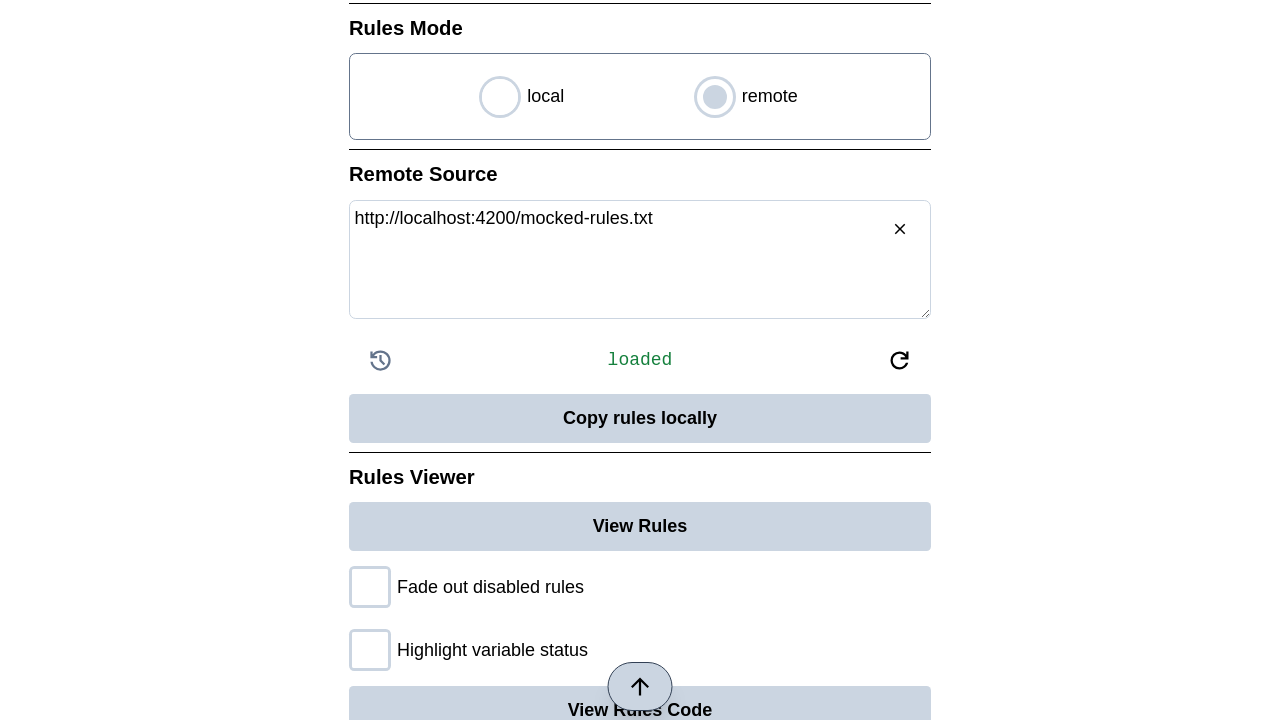 Rules Mode
local
remote
Remote Source
http://localhost:4200/mocked-rules.txt
loaded
Copy rules locally
Rules Viewer
View Rules
Fade out disabled rules
Highlight variable status
View Rules Code